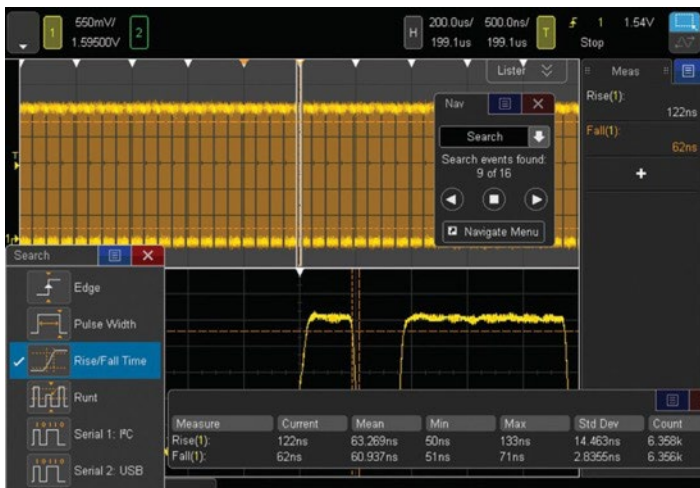 1
550mV/
1.59500V
2
H
200.0us/
500.0ns/
199.1us
199.1us
T
1
1.54V
Stop
Lister
Meas
Rise(1):
122ns
Fall(1):
62ns
+
Nav
Search
Search events found:
9 of 16
Navigate Menu
T
1
Search
Edge
Pulse Width
Rise/Fall Time
Runt
10110
Serial 1: I²C
10110
Serial 2: USB
Measure Current Mean Min Max Std Dev Count
Rise(1): 122ns 63.269ns 50ns 133ns 14.463ns 6.358k
Fall(1): 62ns 60.937ns 51ns 71ns 2.8355ns 6.356k